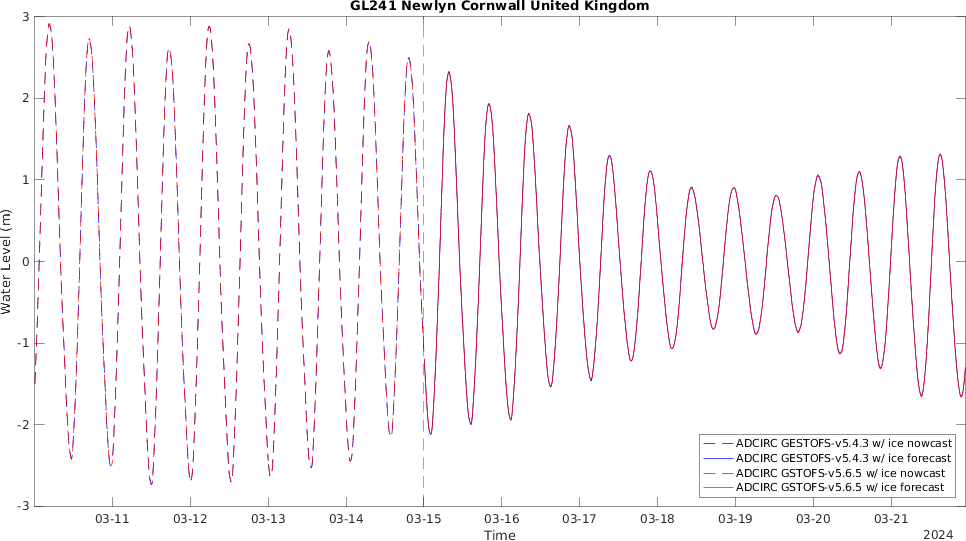 GL241 Newlyn Cornwall United Kingdom
3
2
1
0
-1
-2
-3
Water Level (m)
ADCIRC GESTOFS-v5.4.3 w/ ice nowcast
ADCIRC GESTOFS-v5.4.3 w/ ice forecast
ADCIRC GSTOFS-v5.6.5 w/ ice nowcast
ADCIRC GSTOFS-v5.6.5 w/ ice forecast
03-11 03-12 03-13 03-14 03-15 03-16 03-17 03-18 03-19 03-20 03-21
Time
2024